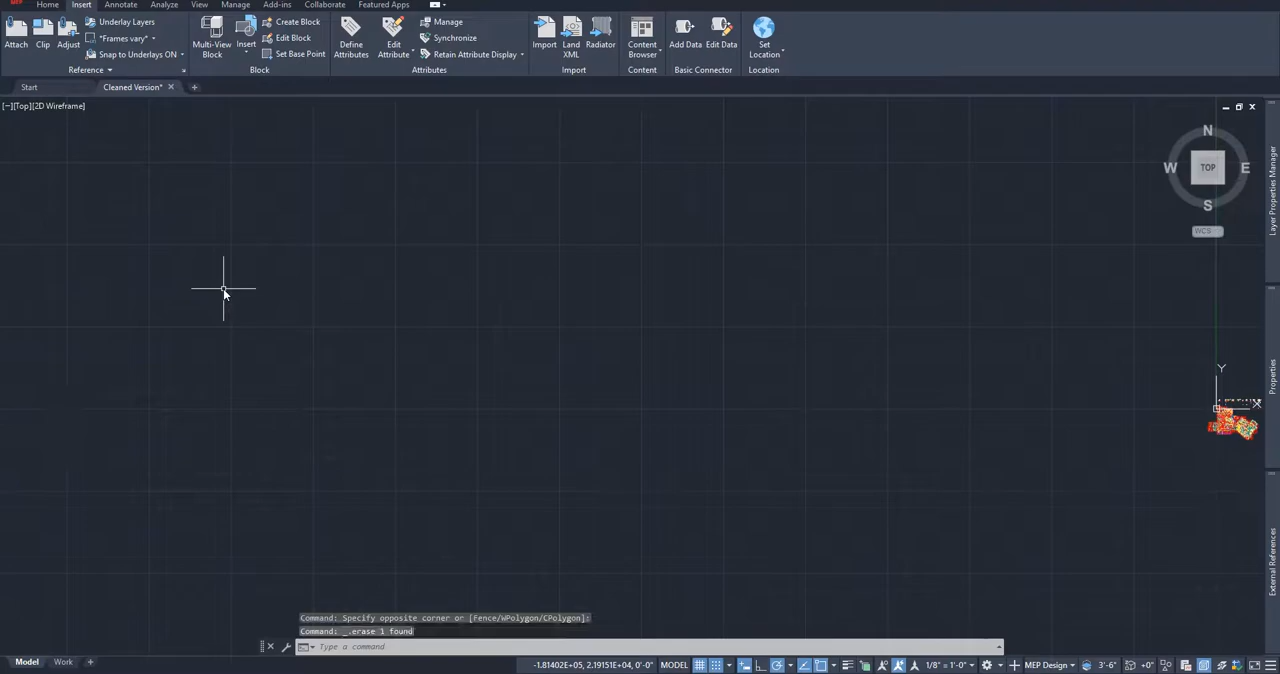 MEP
Home Insert Annotate Analyze View Manage Add-ins Collaborate Featured Apps
Attach Clip Adjust
Underlay Layers
*Frames vary*
Snap to Underlays ON
Reference
Multi-View Block
Insert
Create Block
Edit Block
Set Base Point
Block
Define Attributes
Edit Attribute
Manage
Synchronize
Retain Attribute Display
Attributes
Import Land XML Radiator
Import
Content Browser
Content
Add Data Edit Data
Basic Connector
Set Location
Location
Start Cleaned Version*
[−][Top][2D Wireframe]
N
W TOP E
S
WCS
Layer Properties Manager
Properties
External References
Y
X
Command: Specify opposite corner or [Fence/WPolygon/CPolygon]:
Command: _.erase 1 found
Type a command
Model Work
-1.81402E+05, 2.19151E+04, 0'-0" MODEL 1/8" = 1'-0" MEP Design 3'-6" +0"